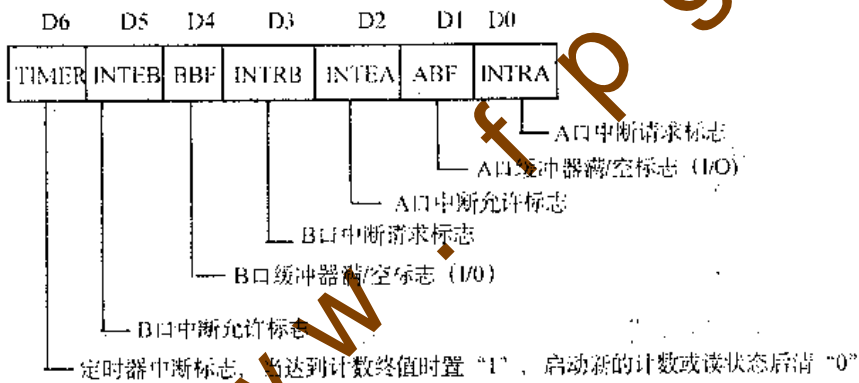 D6 D5 D4 D3 D2 D1 D0
TIMER INTEB BBF INTRB INTEA ABF INTRA
A口中断请求标志
A口缓冲器满/空标志（I/O）
A口中断允许标志
B口中断请求标志
B口缓冲器满/空标志（I/0）
B口中断允许标志
定时器中断标志，当达到计数终值时置“1”，启动新的计数或读状态后清“0”
w w . f p g